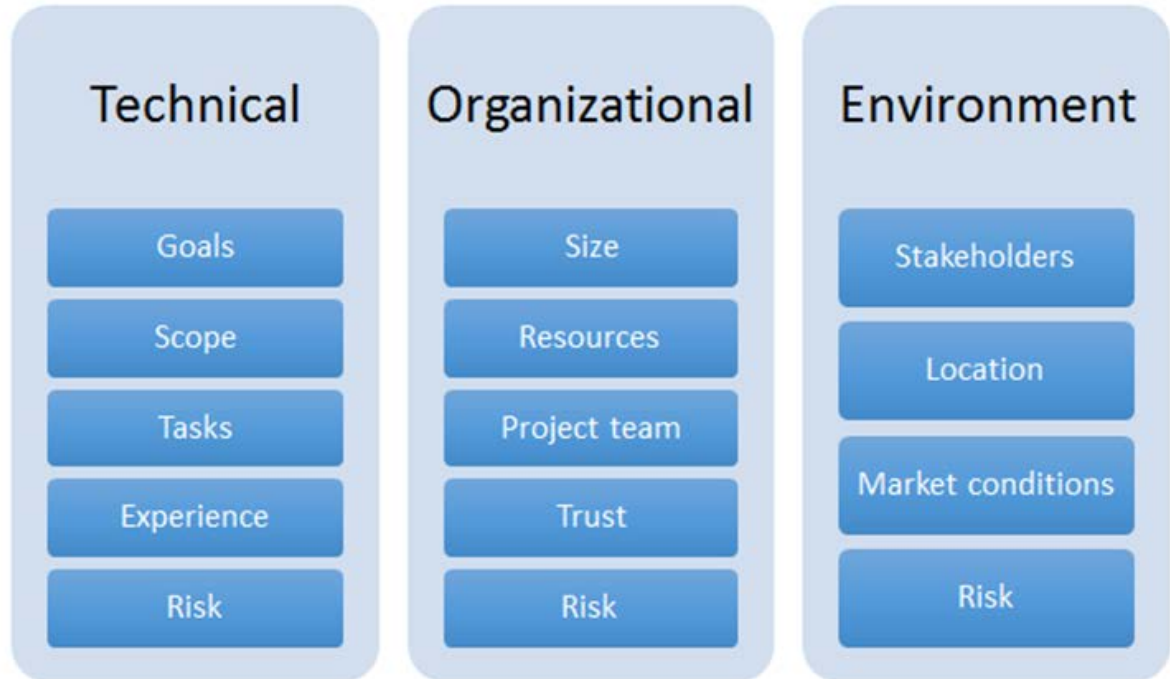 Technical
Goals
Scope
Tasks
Experience
Risk
Organizational
Size
Resources
Project team
Trust
Risk
Environment
Stakeholders
Location
Market conditions
Risk